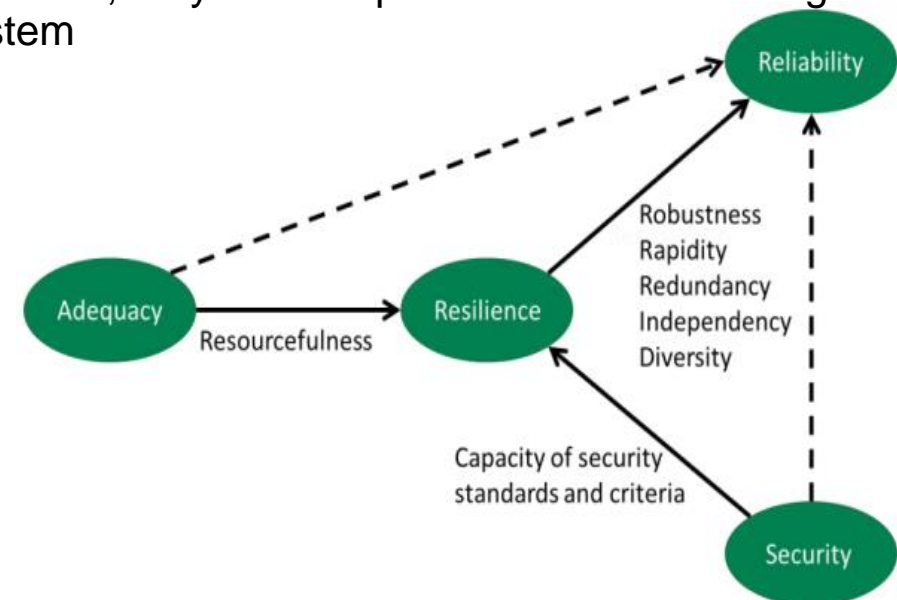 stem
Reliability
Robustness
Rapidity
Redundancy
Independency
Diversity
Adequacy
Resilience
Resourcefulness
Capacity of security
standards and criteria
Security